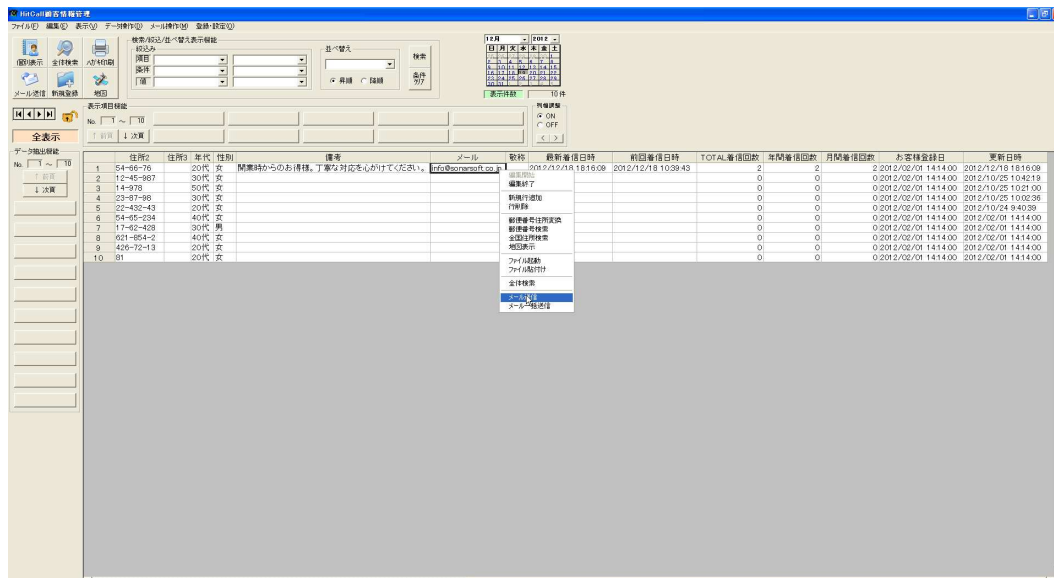 HitCall顧客情報管理
ファイル(F) 編集(E) 表示(V) データ操作(D) メール操作(M) 登録・設定(O)
個別表示 全体検索 ハガキ印刷
メール送信 新規登録 地図
検索/絞込/並べ替え表示機能
絞込み
項目
条件
値
並べ替え
昇順 降順
検索
条件クリア
12月 2012
日 月 火 水 木 金 土
表示件数 10 件
全表示
表示項目機能
No. 1 ～ 10
↑ 前頁 ↓ 次頁
列幅調整
ON
OFF
< >
データ抽出機能
No. 1 ～ 10
↑ 前頁
↓ 次頁
住所2 住所3 年代 性別 備考 メール 敬称 最新着信日時 前回着信日時 TOTAL着信回数 年間着信回数 月間着信回数 お客様登録日 更新日時
1 54-66-76 20代 女 開業時からのお得様。丁寧な対応を心がけてください。 info@sonarsoft.co.jp 2012/12/18 18:16:09 2012/12/18 10:39:43 2 2 2 2012/02/01 14:14:00 2012/12/18 18:16:09
2 12-45-987 30代 女 0 0 0 2012/02/01 14:14:00 2012/10/25 10:42:19
3 14-978 50代 女 0 0 0 2012/02/01 14:14:00 2012/10/25 10:21:00
4 23-87-98 30代 女 0 0 0 2012/02/01 14:14:00 2012/10/25 10:02:36
5 22-432-43 20代 女 0 0 0 2012/02/01 14:14:00 2012/10/24 9:40:39
6 54-65-234 40代 女 0 0 0 2012/02/01 14:14:00 2012/02/01 14:14:00
7 17-62-428 30代 男 0 0 0 2012/02/01 14:14:00 2012/02/01 14:14:00
8 621-854-2 40代 女 0 0 0 2012/02/01 14:14:00 2012/02/01 14:14:00
9 426-72-13 20代 女 0 0 0 2012/02/01 14:14:00 2012/02/01 14:14:00
10 81 20代 女 0 0 0 2012/02/01 14:14:00 2012/02/01 14:14:00
編集開始
編集終了
新規行追加
行削除
郵便番号住所変換
郵便番号検索
全国住所検索
地図表示
ファイル起動
ファイル貼付け
全体検索
メール送信
メール一括送信